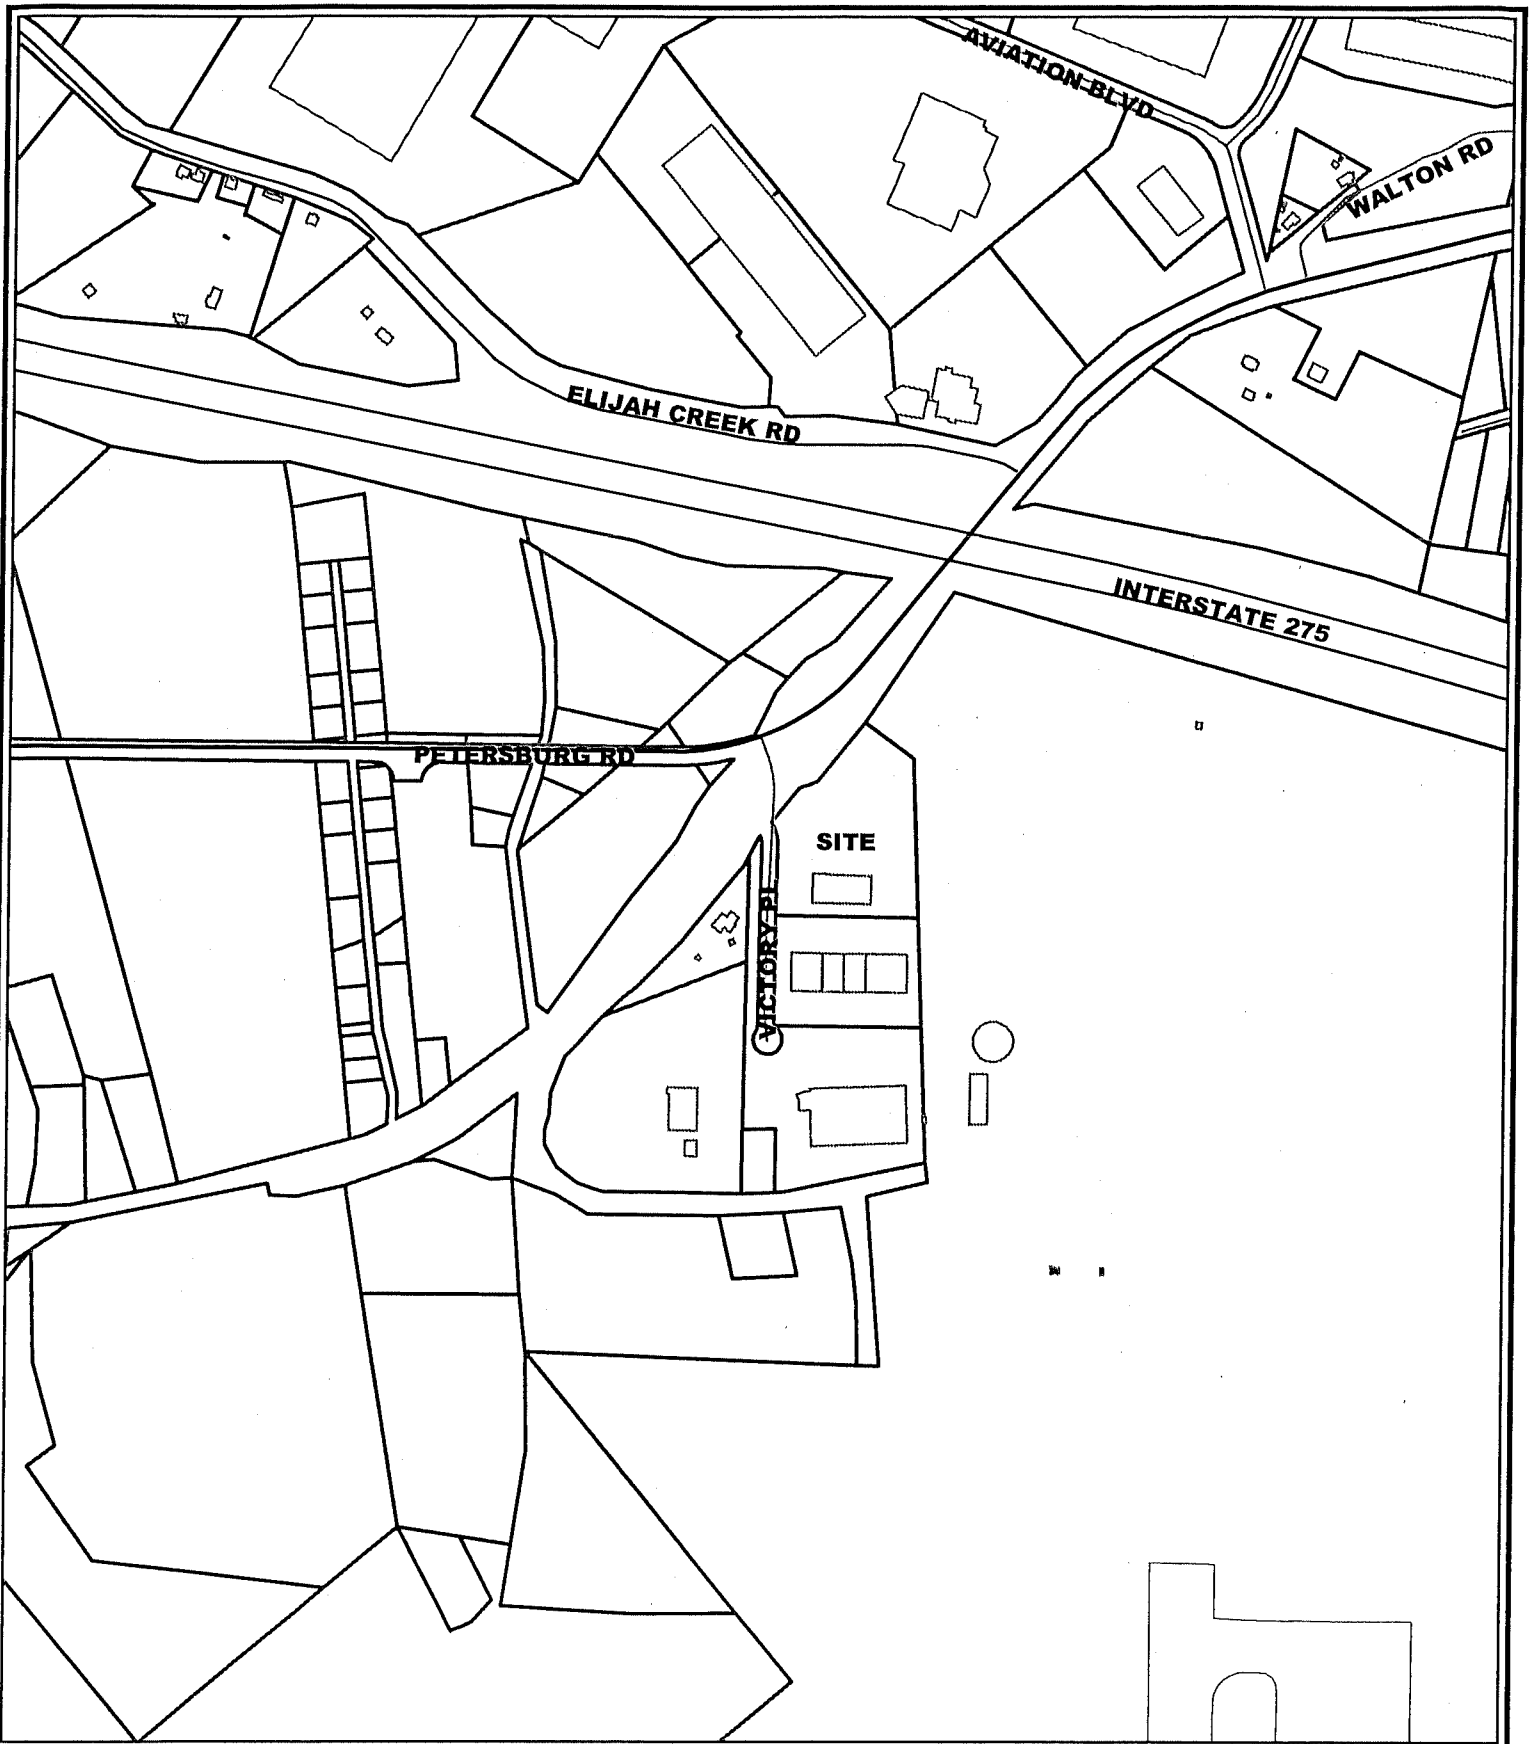 AVIATION BLVD
WALTON RD
ELIJAH CREEK RD
INTERSTATE 275
PETERSBURG RD
SITE
VICTORY PL